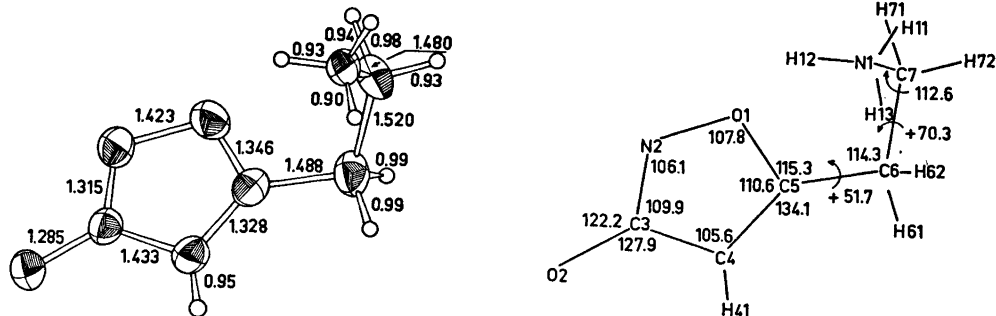 0.94
0.98
1.480
0.93
0.93
0.90
1.423
1.520
1.346
1.488
0.99
1.315
0.99
1.328
1.285
1.433
0.95
H71
H11
H12
N1
C7
H72
112.6
H13
+70.3
O1
107.8
N2
106.1
114.3
C6
H62
115.3
110.6
C5
+51.7
134.1
H61
109.9
122.2
C3
127.9
105.6
C4
O2
H41